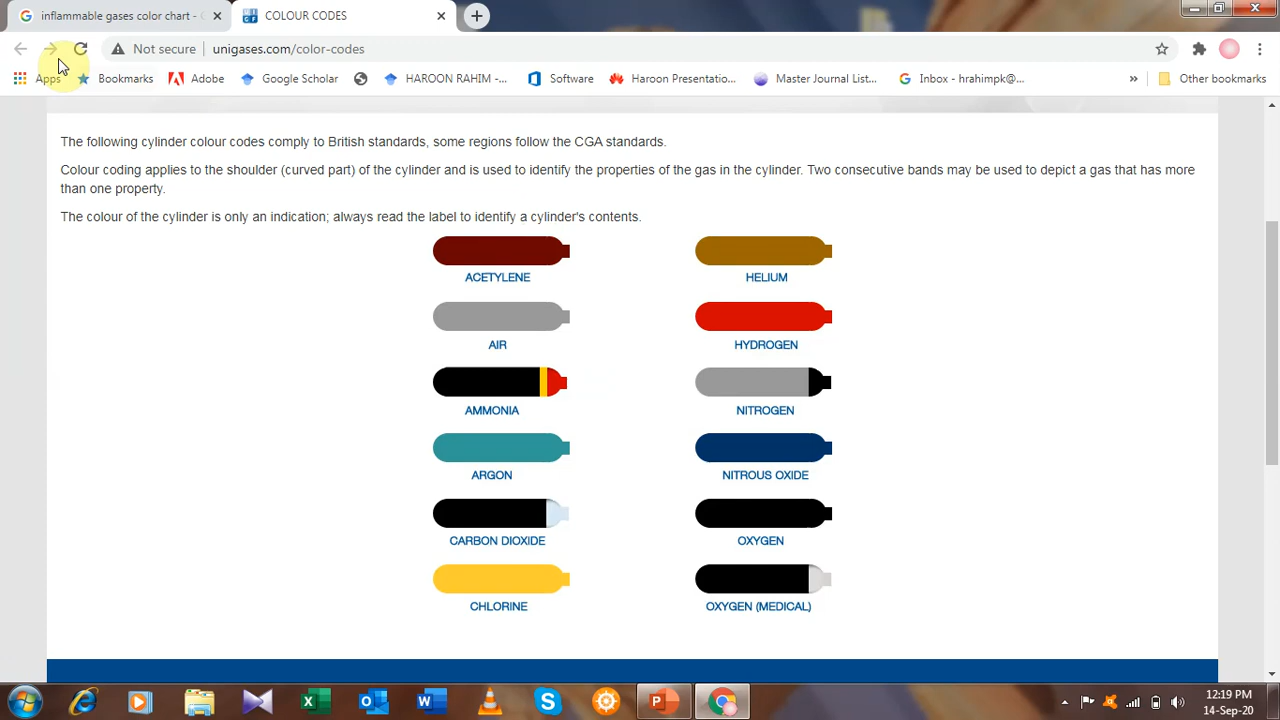 inflammable gases color chart - G
COLOUR CODES
Not secure
unigases.com/color-codes
Apps
Bookmarks
Adobe
Google Scholar
HAROON RAHIM -...
Software
Haroon Presentatio...
Master Journal List...
Inbox - hrahimpk@...
»
Other bookmarks
The following cylinder colour codes comply to British standards, some regions follow the CGA standards.
Colour coding applies to the shoulder (curved part) of the cylinder and is used to identify the properties of the gas in the cylinder. Two consecutive bands may be used to depict a gas that has more
than one property.
The colour of the cylinder is only an indication; always read the label to identify a cylinder's contents.
ACETYLENE
HELIUM
AIR
HYDROGEN
AMMONIA
NITROGEN
ARGON
NITROUS OXIDE
CARBON DIOXIDE
OXYGEN
CHLORINE
OXYGEN (MEDICAL)
12:19 PM
14-Sep-20